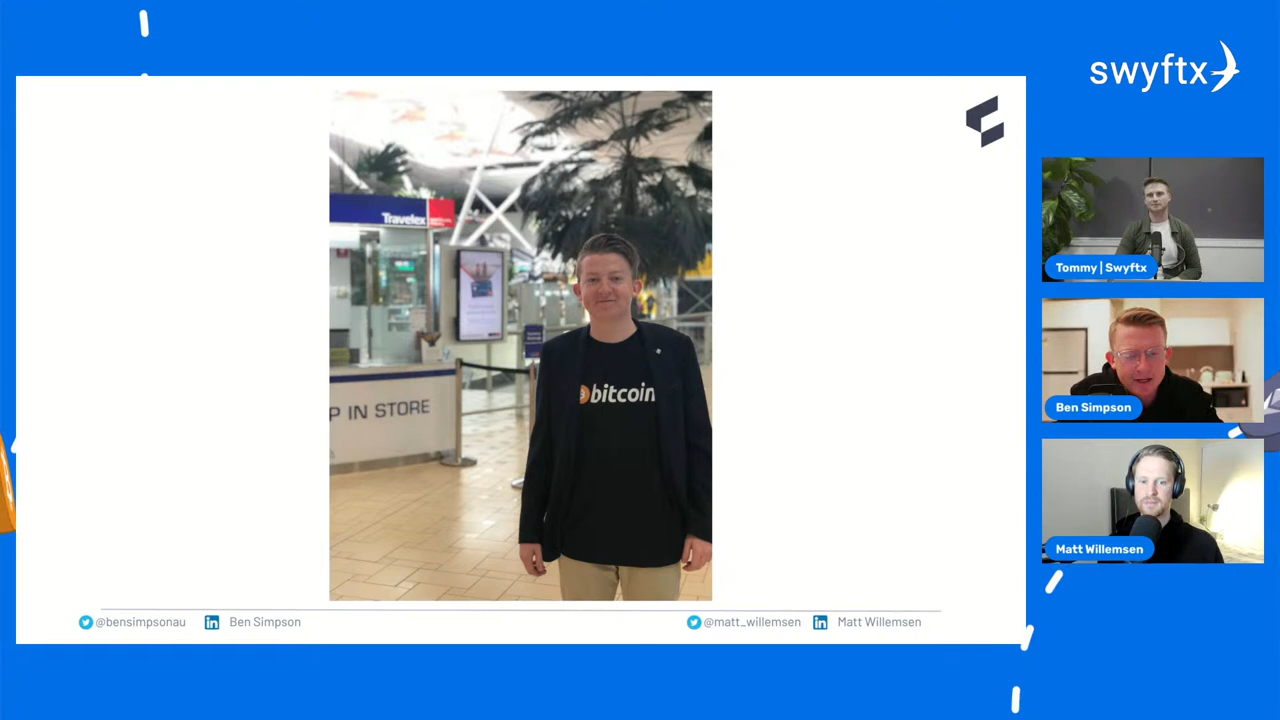 swyftx
Travelex
bitcoin
P IN STORE
Tommy | Swyftx
Ben Simpson
Matt Willemsen
@bensimpsonau
Ben Simpson
@matt_willemsen
Matt Willemsen